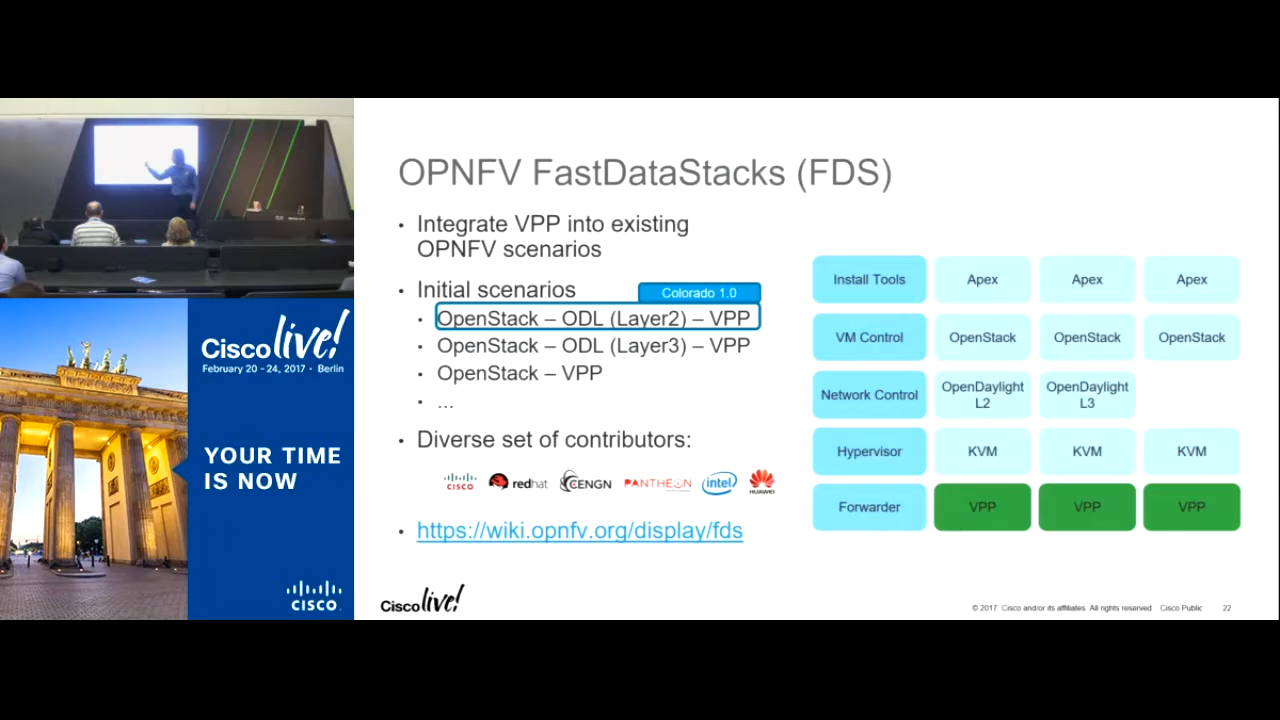 OPNFV FastDataStacks (FDS)
• Integrate VPP into existing
OPNFV scenarios
• Initial scenarios
Colorado 1.0
• OpenStack – ODL (Layer2) – VPP
• OpenStack – ODL (Layer3) – VPP
• OpenStack – VPP
• ...
• Diverse set of contributors:
CISCO redhat CENGN PANTHEON intel HUAWEI
• https://wiki.opnfv.org/display/fds
Install Tools Apex Apex Apex
VM Control OpenStack OpenStack OpenStack
Network Control OpenDaylight L2 OpenDaylight L3
Hypervisor KVM KVM KVM
Forwarder VPP VPP VPP
Cisco live!
© 2017 Cisco and/or its affiliates. All rights reserved Cisco Public 22
Cisco live!
February 20 - 24, 2017 • Berlin
YOUR TIME
IS NOW
CISCO.